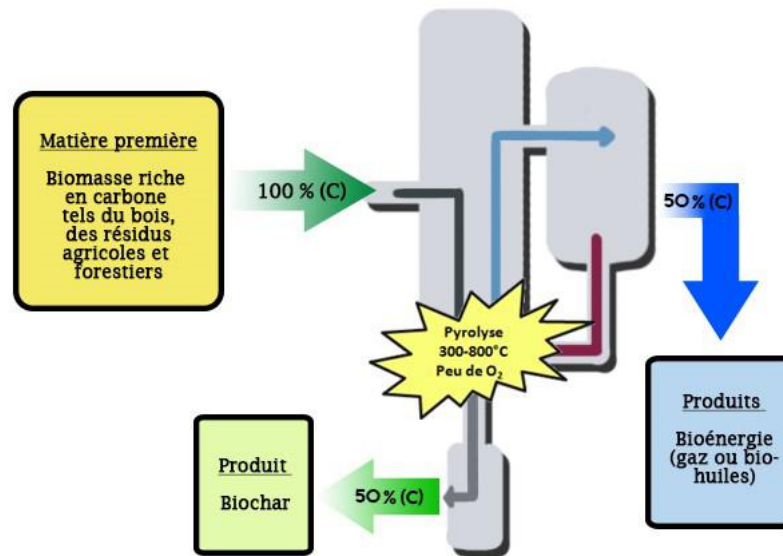 Matière première
Biomasse riche
en carbone
tels du bois,
des résidus
agricoles et
forestiers
100 % (C)
50 % (C)
Pyrolyse
300-800°C
Peu de O₂
Produits
Bioénergie
(gaz ou bio-
huiles)
Produit
Biochar
50 % (C)